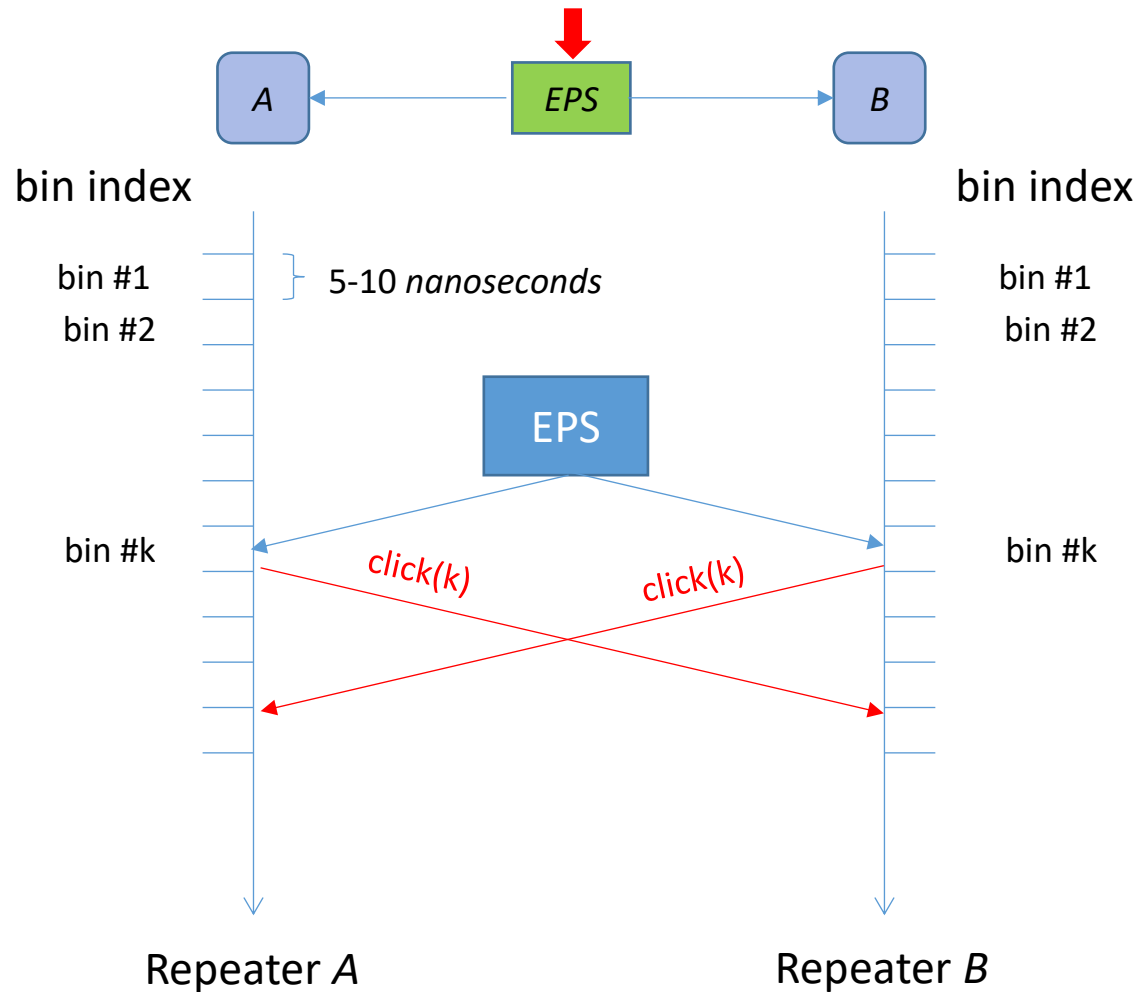 A
EPS
B
bin index
bin index
bin #1
5-10 nanoseconds
bin #1
bin #2
bin #2
EPS
bin #k
click(k)
click(k)
bin #k
Repeater A
Repeater B